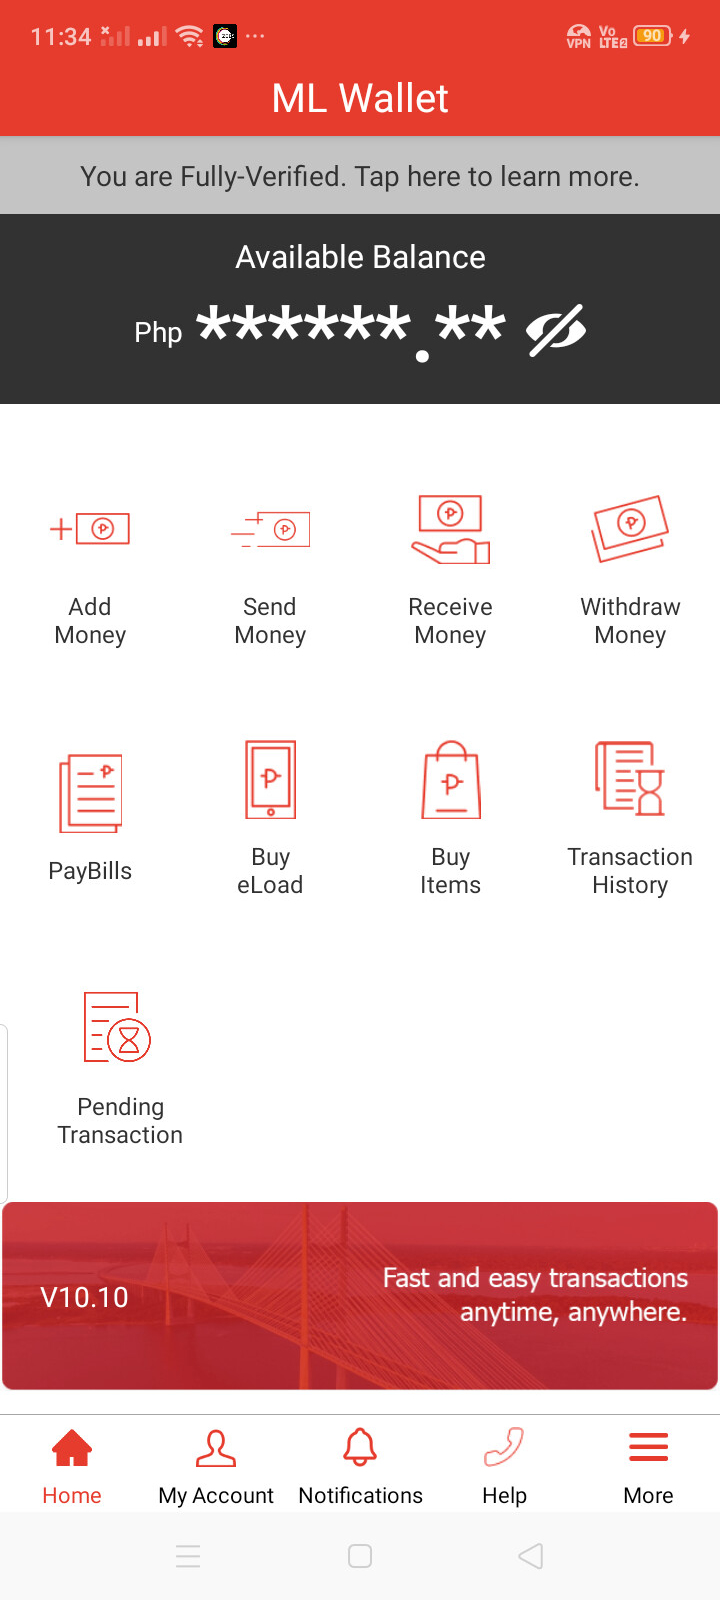 11:34
VPN
Vo
LTE2
90
ML Wallet
You are Fully-Verified. Tap here to learn more.
Available Balance
Php ******.**
Add
Money
Send
Money
Receive
Money
Withdraw
Money
PayBills
Buy
eLoad
Buy
Items
Transaction
History
Pending
Transaction
V10.10
Fast and easy transactions
anytime, anywhere.
Home
My Account
Notifications
Help
More